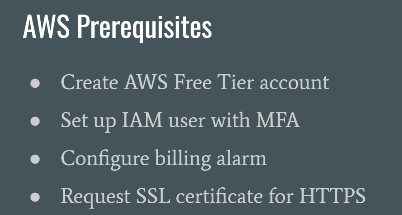 AWS Prerequisites
● Create AWS Free Tier account
● Set up IAM user with MFA
● Configure billing alarm
● Request SSL certificate for HTTPS